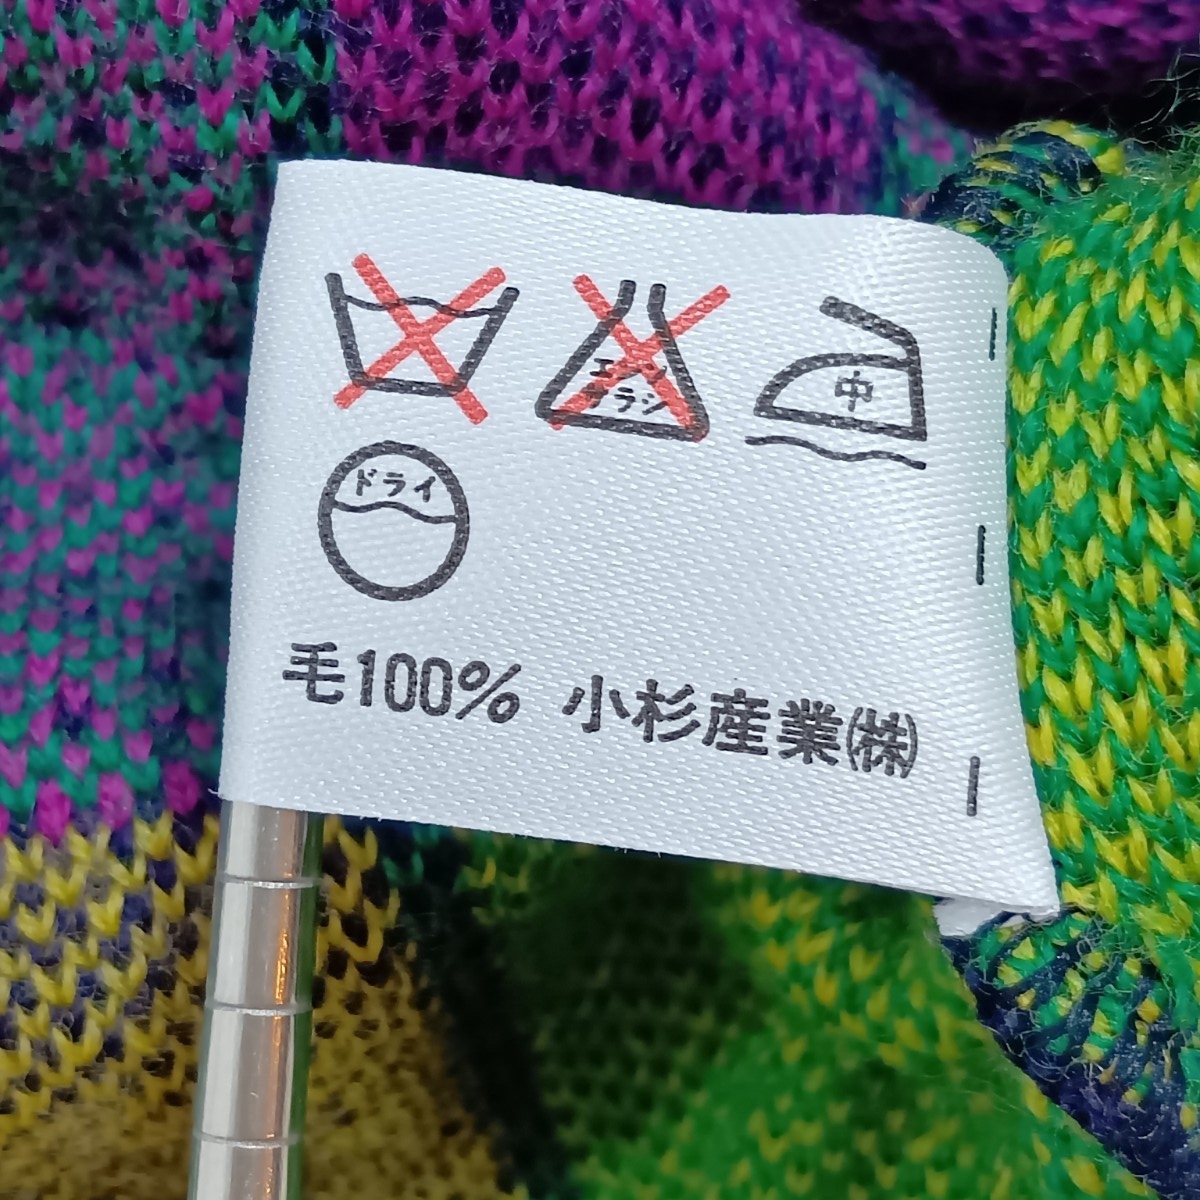 エンソ
サラシ
中
ドライ
毛100% 小杉産業㈱